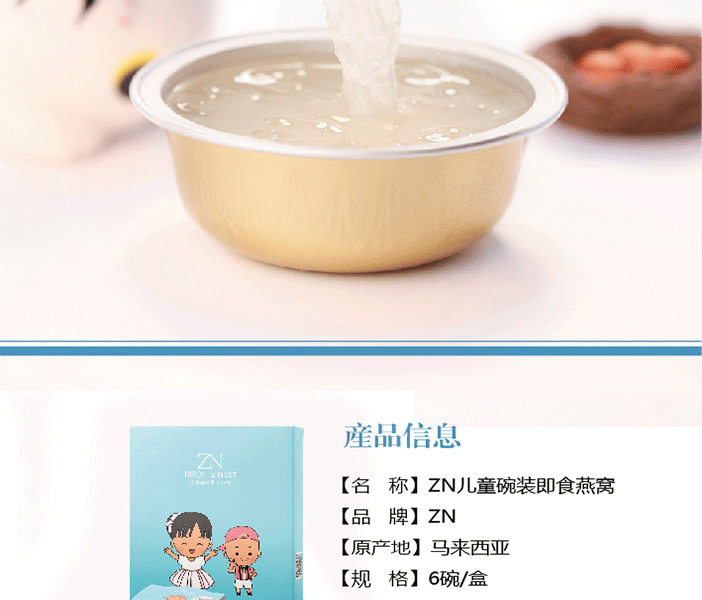 産品信息
ZN
BIRD'S NEST
【名 称】ZN儿童碗装即食燕窝
【品 牌】ZN
【原产地】马来西亚
【规 格】6碗/盒